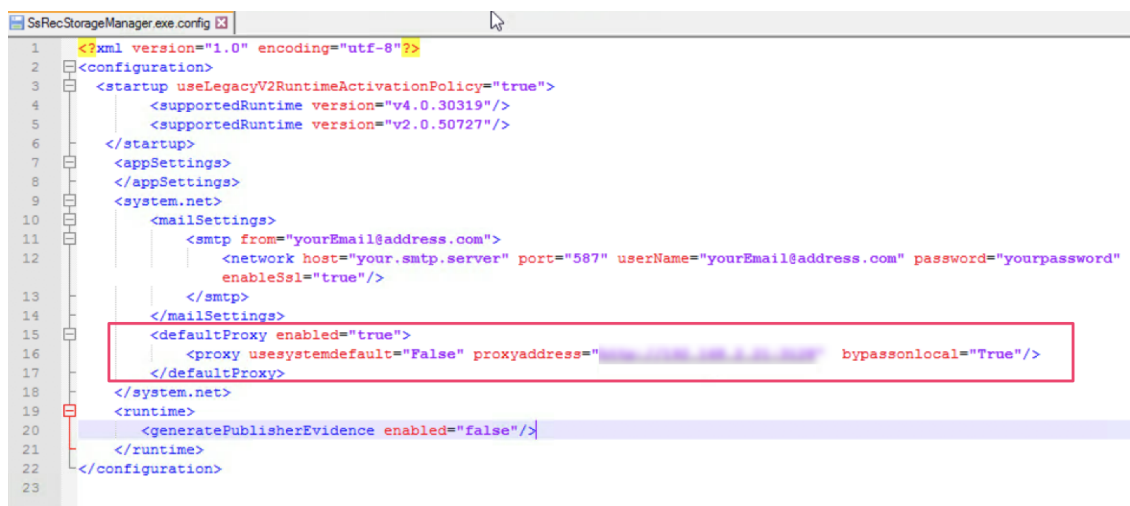 SsRecStorageManager.exe.config
1 <?xml version="1.0" encoding="utf-8"?>
2 <configuration>
3 <startup useLegacyV2RuntimeActivationPolicy="true">
4 <supportedRuntime version="v4.0.30319"/>
5 <supportedRuntime version="v2.0.50727"/>
6 </startup>
7 <appSettings>
8 </appSettings>
9 <system.net>
10 <mailSettings>
11 <smtp from="yourEmail@address.com">
12 <network host="your.smtp.server" port="587" userName="yourEmail@address.com" password="yourpassword"
enableSsl="true"/>
13 </smtp>
14 </mailSettings>
15 <defaultProxy enabled="true">
16 <proxy usesystemdefault="False" proxyaddress=" bypassonlocal="True"/>
17 </defaultProxy>
18 </system.net>
19 <runtime>
20 <generatePublisherEvidence enabled="false"/>
21 </runtime>
22 </configuration>
23